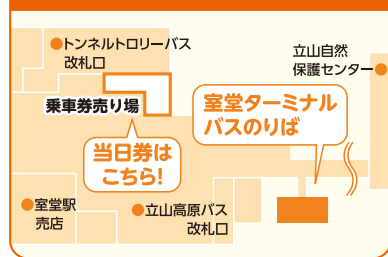 ●トンネルトロリーバス
改札口
立山自然
保護センター●
乗車券売り場
室堂ターミナル
バスのりば
当日券は
こちら!
●室堂駅
売店
●立山高原バス
改札口